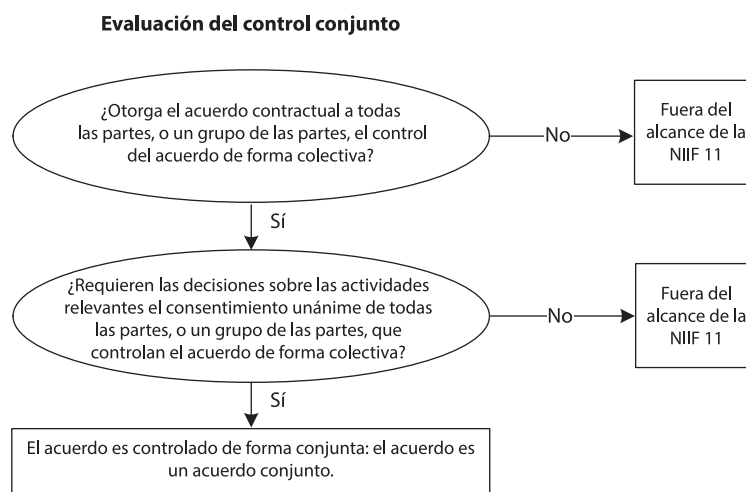 Evaluación del control conjunto
¿Otorga el acuerdo contractual a todas
las partes, o un grupo de las partes, el control
del acuerdo de forma colectiva?
No
Fuera del
alcance de la
NIIF 11
Sí
¿Requieren las decisiones sobre las actividades
relevantes el consentimiento unánime de todas
las partes, o un grupo de las partes, que
controlan el acuerdo de forma colectiva?
No
Fuera del
alcance de la
NIIF 11
Sí
El acuerdo es controlado de forma conjunta: el acuerdo es
un acuerdo conjunto.